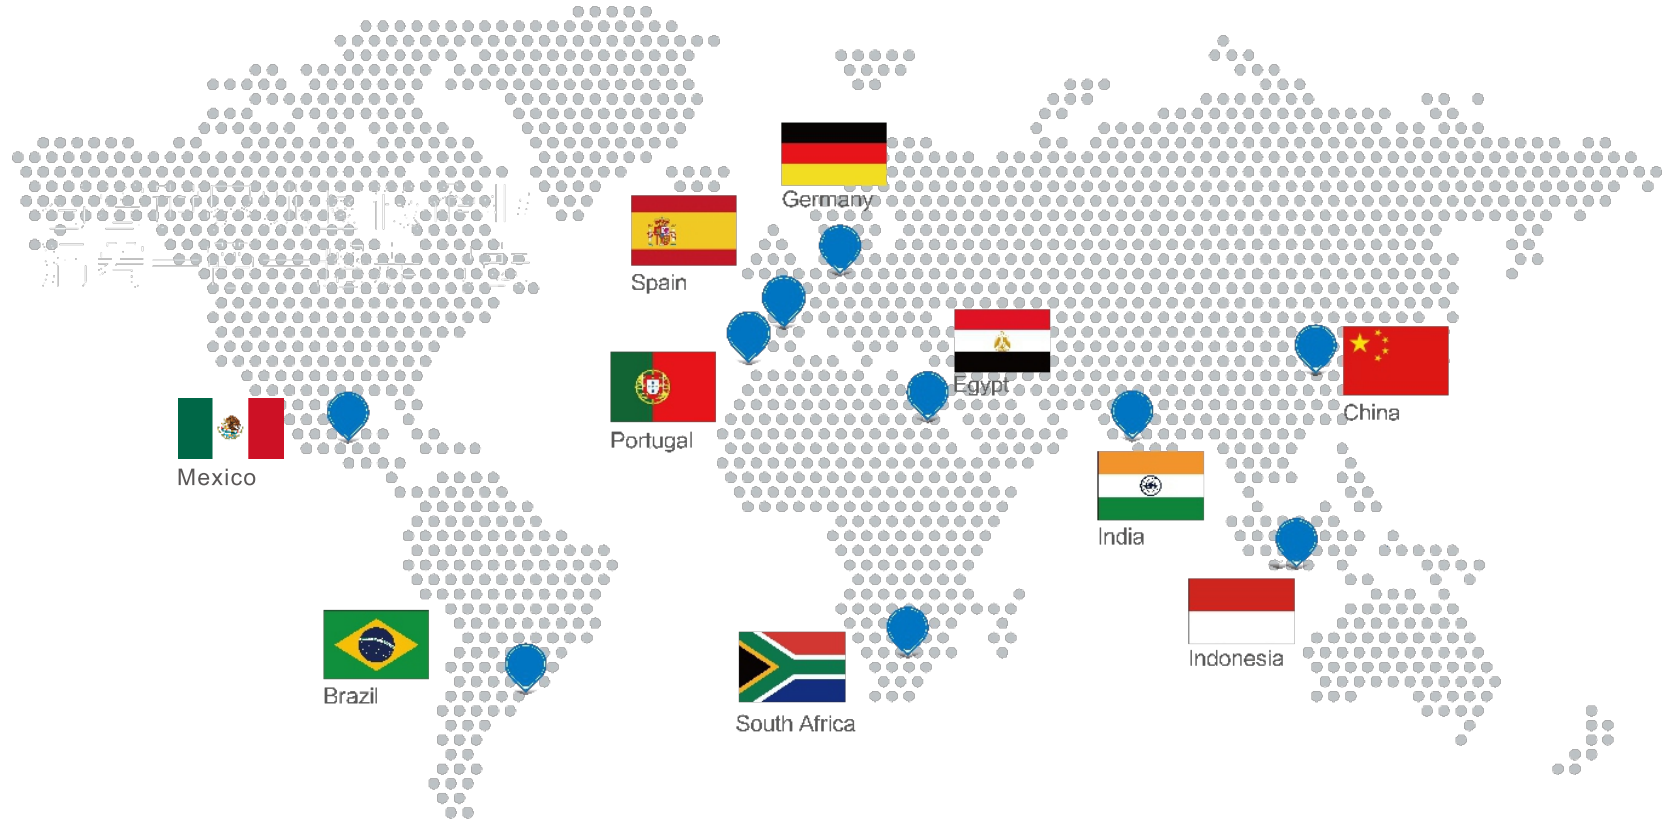 Germany
Spain
Egypt
China
Portugal
Mexico
India
Indonesia
Brazil
South Africa